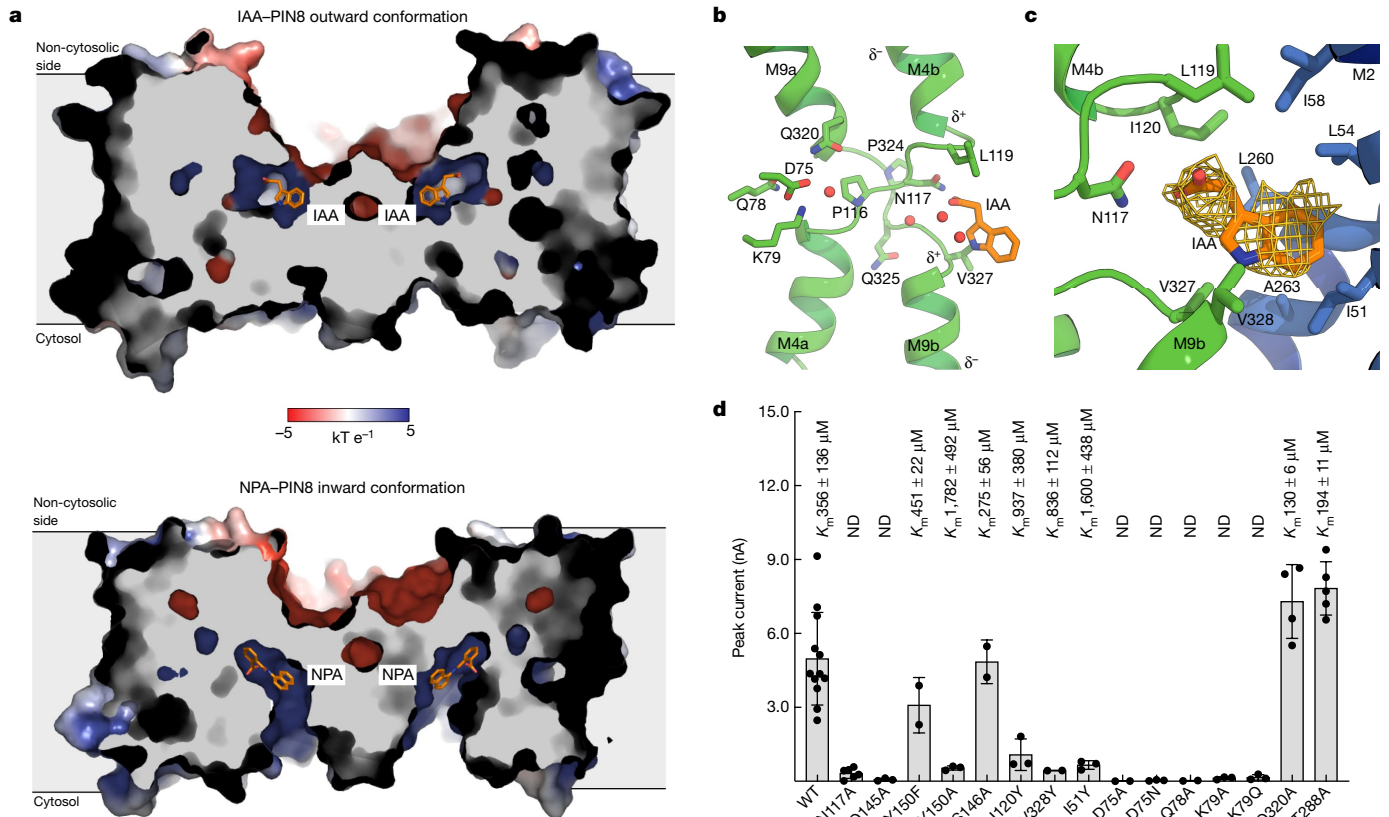 a
IAA–PIN8 outward conformation
Non-cytosolic
side
IAA
IAA
Cytosol
−5
5
kT e⁻¹
NPA–PIN8 inward conformation
Non-cytosolic
side
NPA
NPA
Cytosol
b
δ⁻
M9a
M4b
δ⁺
Q320
P324
L119
D75
N117
IAA
Q78
P116
K79
δ⁺
Q325
V327
M4a
M9b
δ⁻
c
M4b
L119
M2
I58
I120
L54
L260
N117
IAA
V327
A263
V328
I51
M9b
d
Peak current (nA)
15.0
12.0
9.0
6.0
3.0
Kₘ356 ± 136 μM
ND
ND
Kₘ451 ± 22 μM
Kₘ1,782 ± 492 μM
Kₘ275 ± 56 μM
Kₘ937 ± 380 μM
Kₘ836 ± 112 μM
Kₘ1,600 ± 438 μM
ND
ND
ND
ND
ND
Kₘ130 ± 6 μM
Kₘ194 ± 11 μM
WT
N117A
Q145A
Y150F
Y150A
S146A
I120Y
V328Y
I51Y
D75A
D75N
Q78A
K79A
K79Q
Q320A
T288A